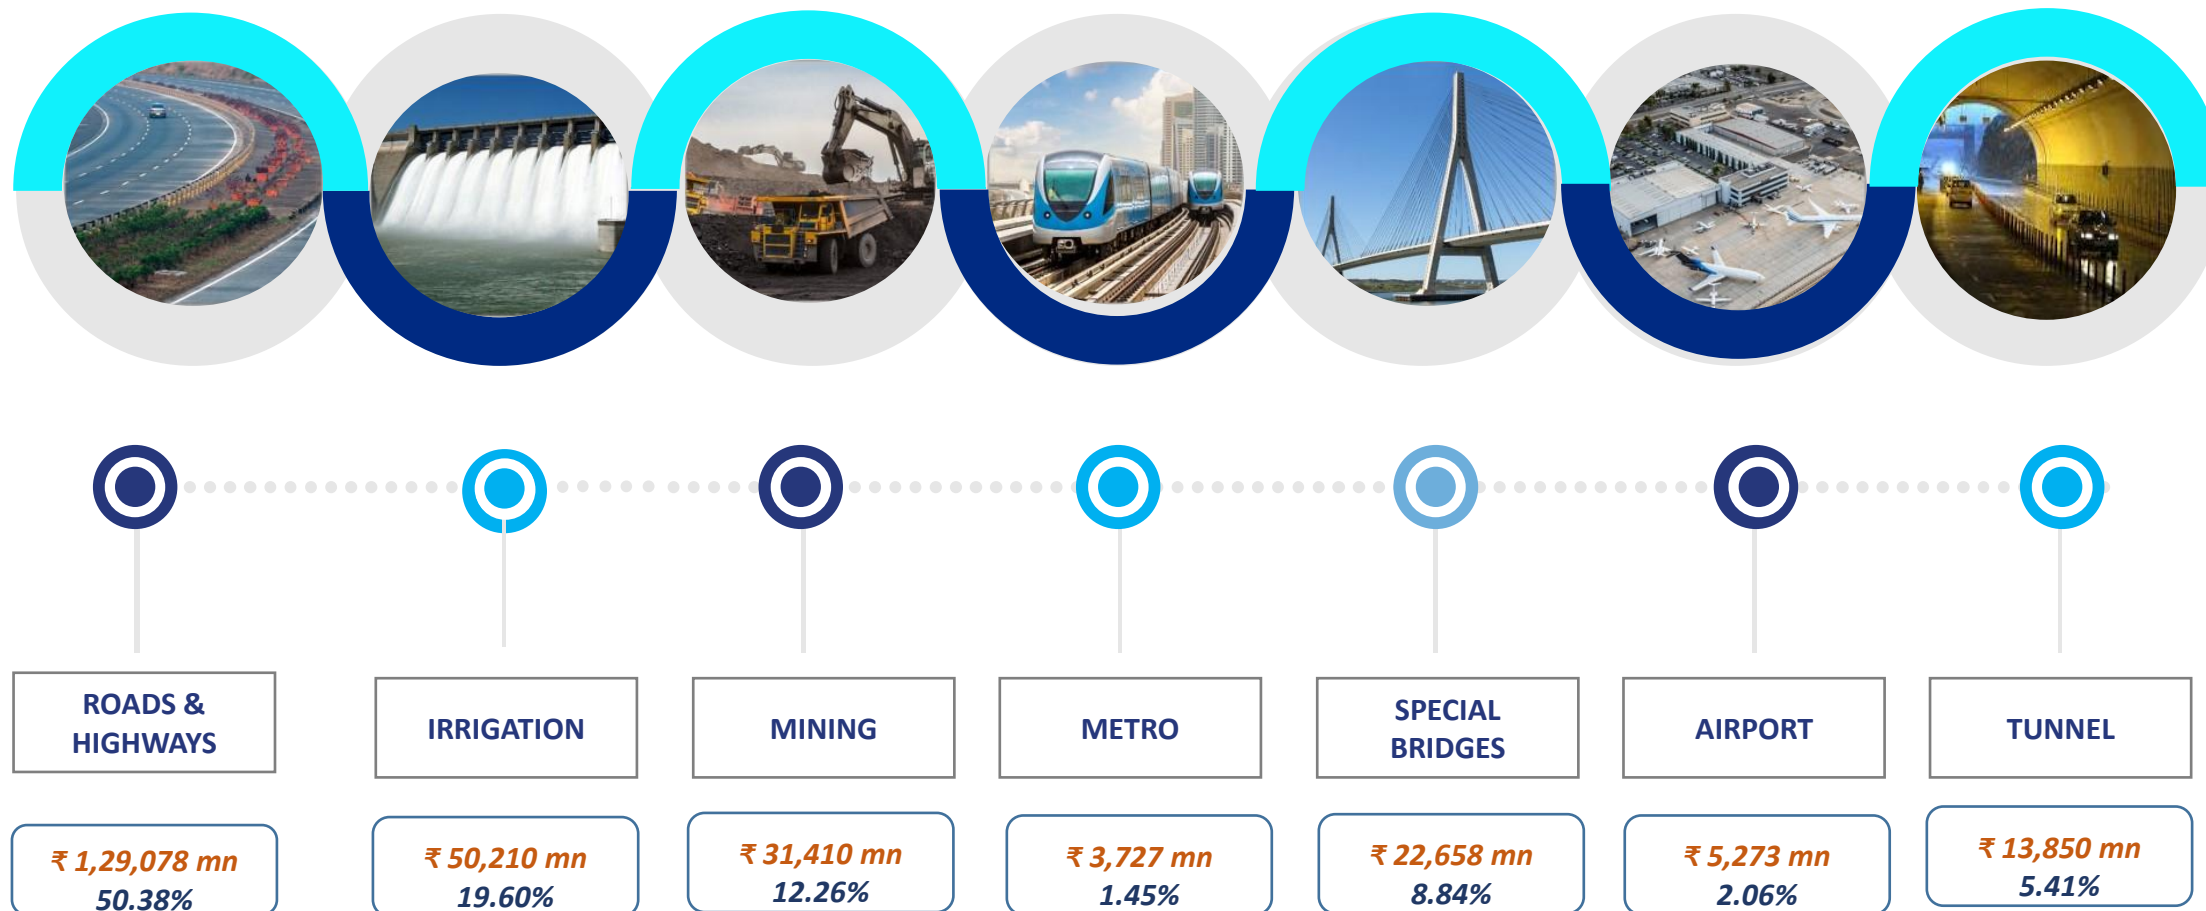 ROADS &
HIGHWAYS
IRRIGATION
MINING
METRO
SPECIAL
BRIDGES
AIRPORT
TUNNEL
₹ 1,29,078 mn
50.38%
₹ 50,210 mn
19.60%
₹ 31,410 mn
12.26%
₹ 3,727 mn
1.45%
₹ 22,658 mn
8.84%
₹ 5,273 mn
2.06%
₹ 13,850 mn
5.41%